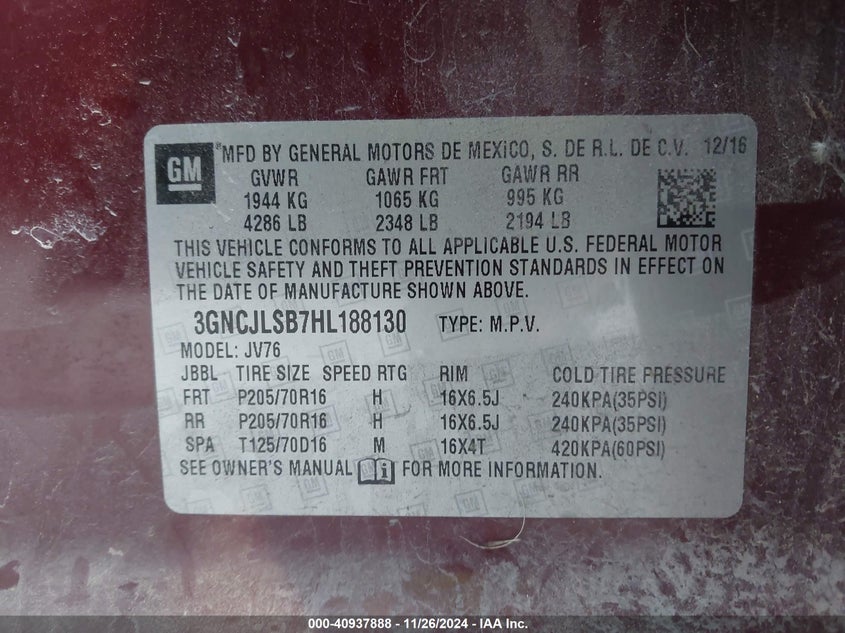 GM
MFD BY GENERAL MOTORS DE MEXICO, S. DE R.L. DE C.V. 12/16
GVWR GAWR FRT GAWR RR
1944 KG 1065 KG 995 KG
4286 LB 2348 LB 2194 LB
THIS VEHICLE CONFORMS TO ALL APPLICABLE U.S. FEDERAL MOTOR
VEHICLE SAFETY AND THEFT PREVENTION STANDARDS IN EFFECT ON
THE DATE OF MANUFACTURE SHOWN ABOVE.
3GNCJLSB7HL188130 TYPE: M.P.V.
MODEL: JV76
JBBL TIRE SIZE SPEED RTG RIM COLD TIRE PRESSURE
FRT P205/70R16 H 16X6.5J 240KPA(35PSI)
RR P205/70R16 H 16X6.5J 240KPA(35PSI)
SPA T125/70D16 M 16X4T 420KPA(60PSI)
SEE OWNER'S MANUAL FOR MORE INFORMATION.
000-40937888 - 11/26/2024 - IAA Inc.